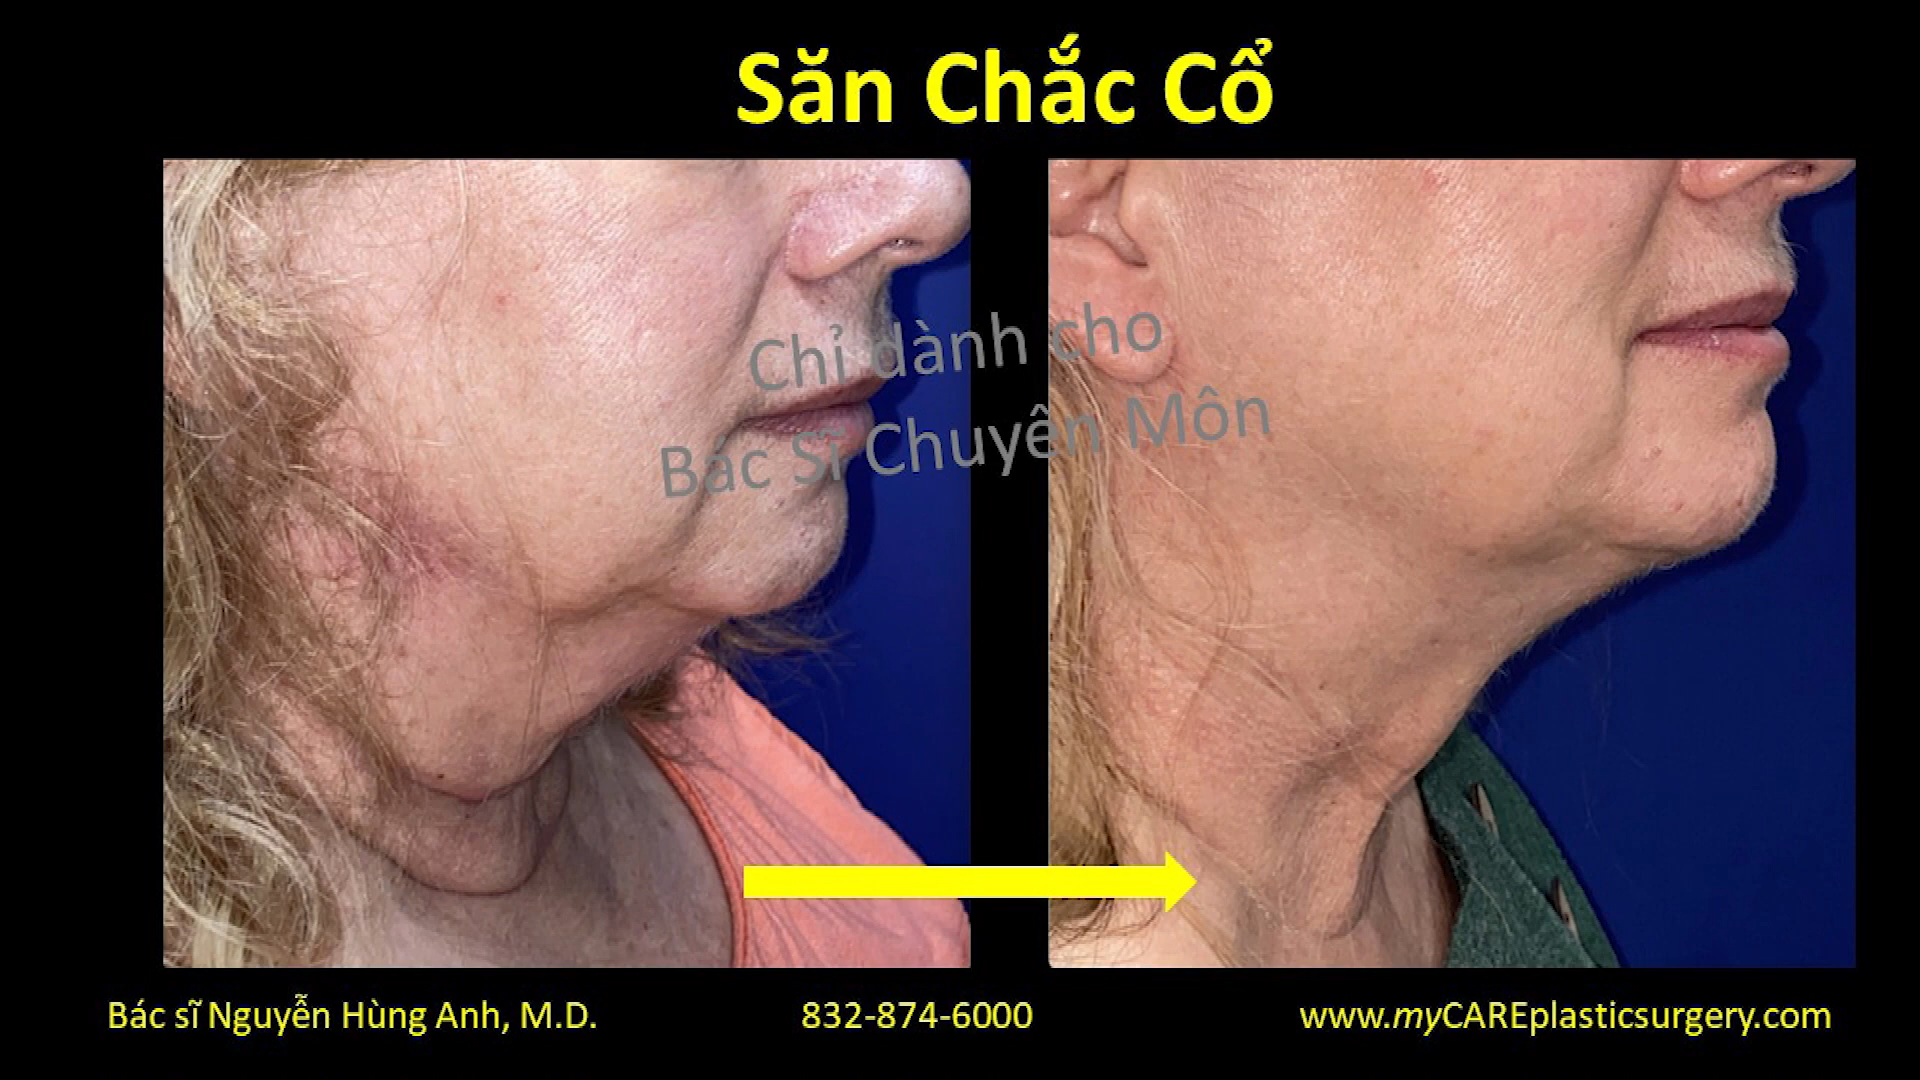 Săn Chắc Cổ
Chỉ dành cho
Bác Sĩ Chuyên Môn
Bác sĩ Nguyễn Hùng Anh, M.D.
832-874-6000
www.myCAREplasticsurgery.com